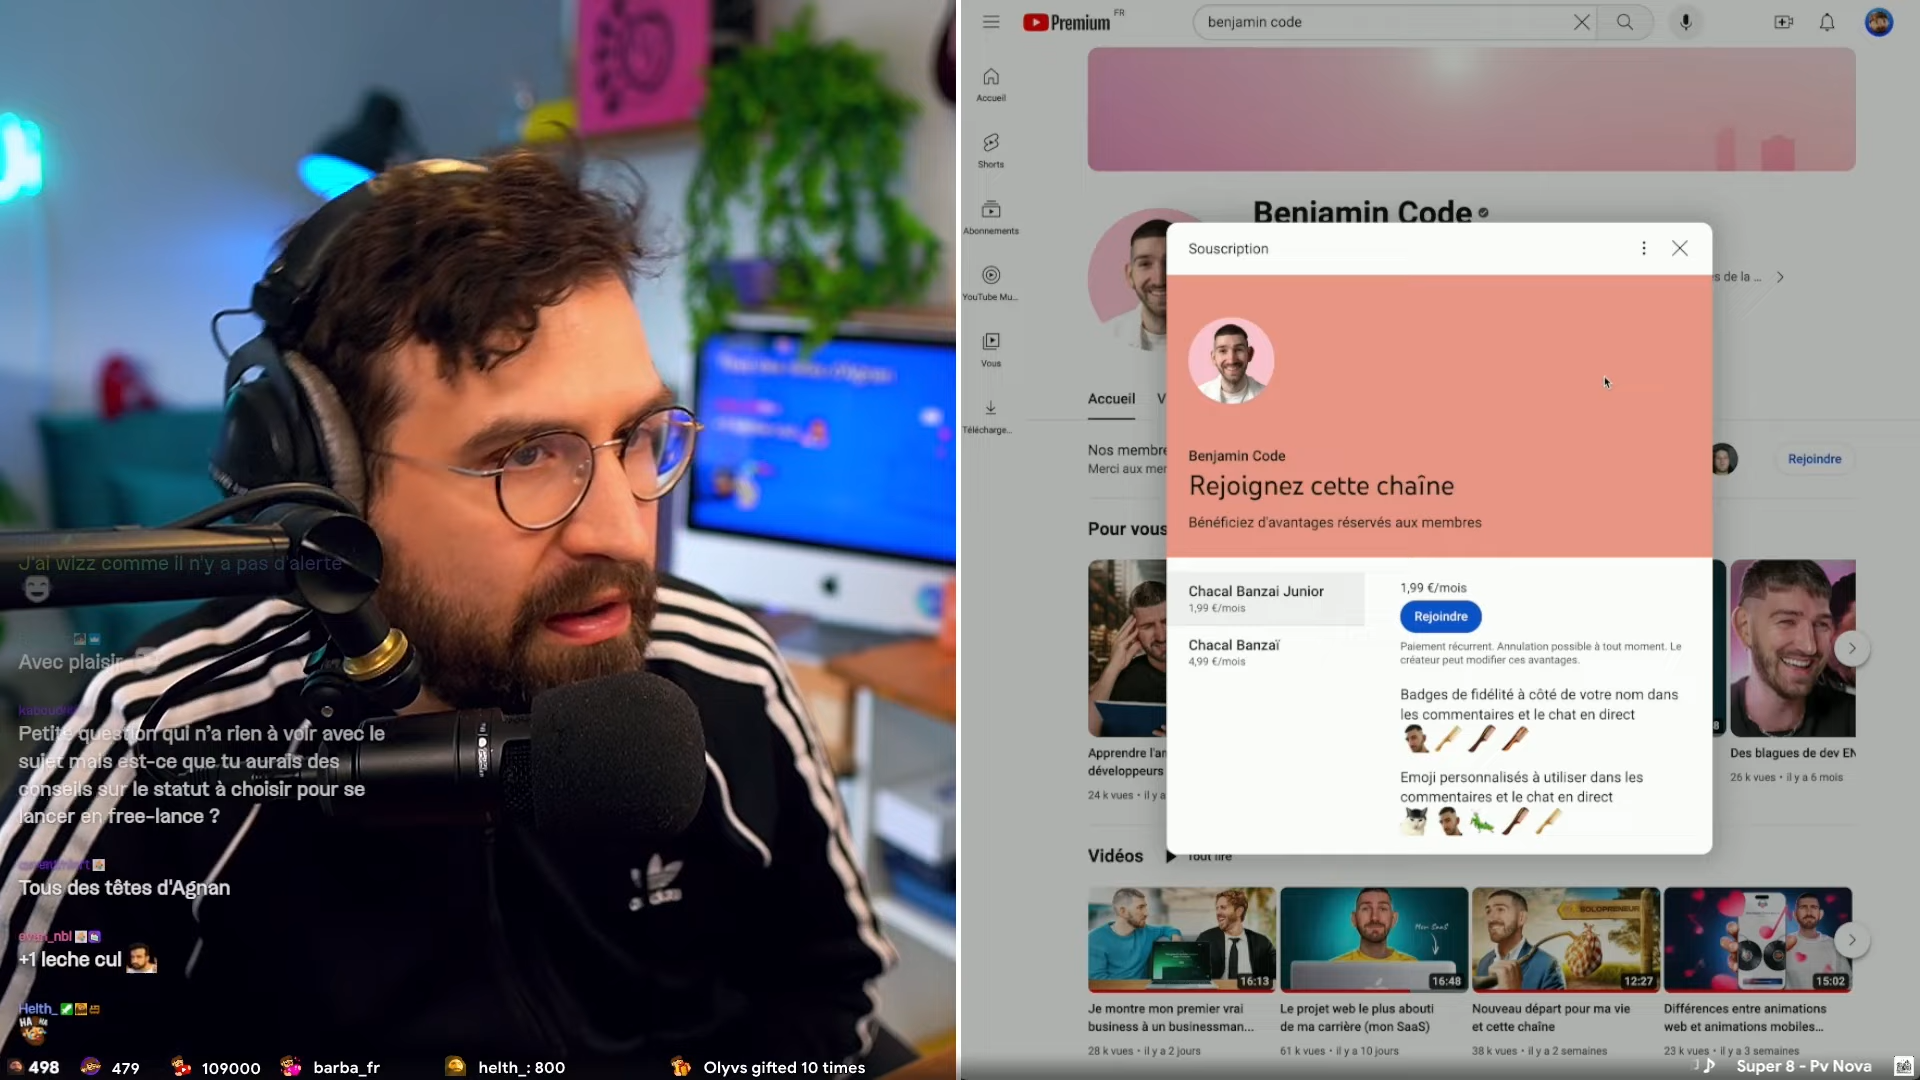 J'ai wizz comme il n'y a pas d'alerte
Avec plaisir
Petite question qui n'a rien à voir avec le
sujet mais est-ce que tu aurais des
conseils sur le statut à choisir pour se
lancer en free-lance ?
Tous des têtes d'Agnan
evan_nbl
+1 leche cul
Helth_
HA HA
498
479
109000
barba_fr
helth_: 800
Olyvs gifted 10 times
Premium FR
benjamin code
Accueil
Shorts
Abonnements
YouTube Mu...
Vous
Télécharge...
Benjamin Code
s de la ...
Accueil
V
Nos membre
Merci aux mer
Rejoindre
Souscription
Benjamin Code
Rejoignez cette chaîne
Bénéficiez d'avantages réservés aux membres
Chacal Banzai Junior
1,99 €/mois
Chacal Banzaï
4,99 €/mois
1,99 €/mois
Rejoindre
Paiement récurrent. Annulation possible à tout moment. Le
créateur peut modifier ces avantages.
Badges de fidélité à côté de votre nom dans
les commentaires et le chat en direct
Emoji personnalisés à utiliser dans les
commentaires et le chat en direct
Pour vous
Apprendre l'an
développeurs
24 k vues • il y a
8
Des blagues de dev EN
26 k vues • il y a 6 mois
Vidéos
Tout lire
16:13
Je montre mon premier vrai
business à un businessman...
28 k vues • il y a 2 jours
Mon SaaS
16:48
Le projet web le plus abouti
de ma carrière (mon SaaS)
61 k vues • il y a 10 jours
SOLOPRENEUR
12:27
Nouveau départ pour ma vie
et cette chaîne
38 k vues • il y a 2 semaines
15:02
Différences entre animations
web et animations mobiles...
23 k vues • il y a 3 semaines
Super 8 - Pv Nova